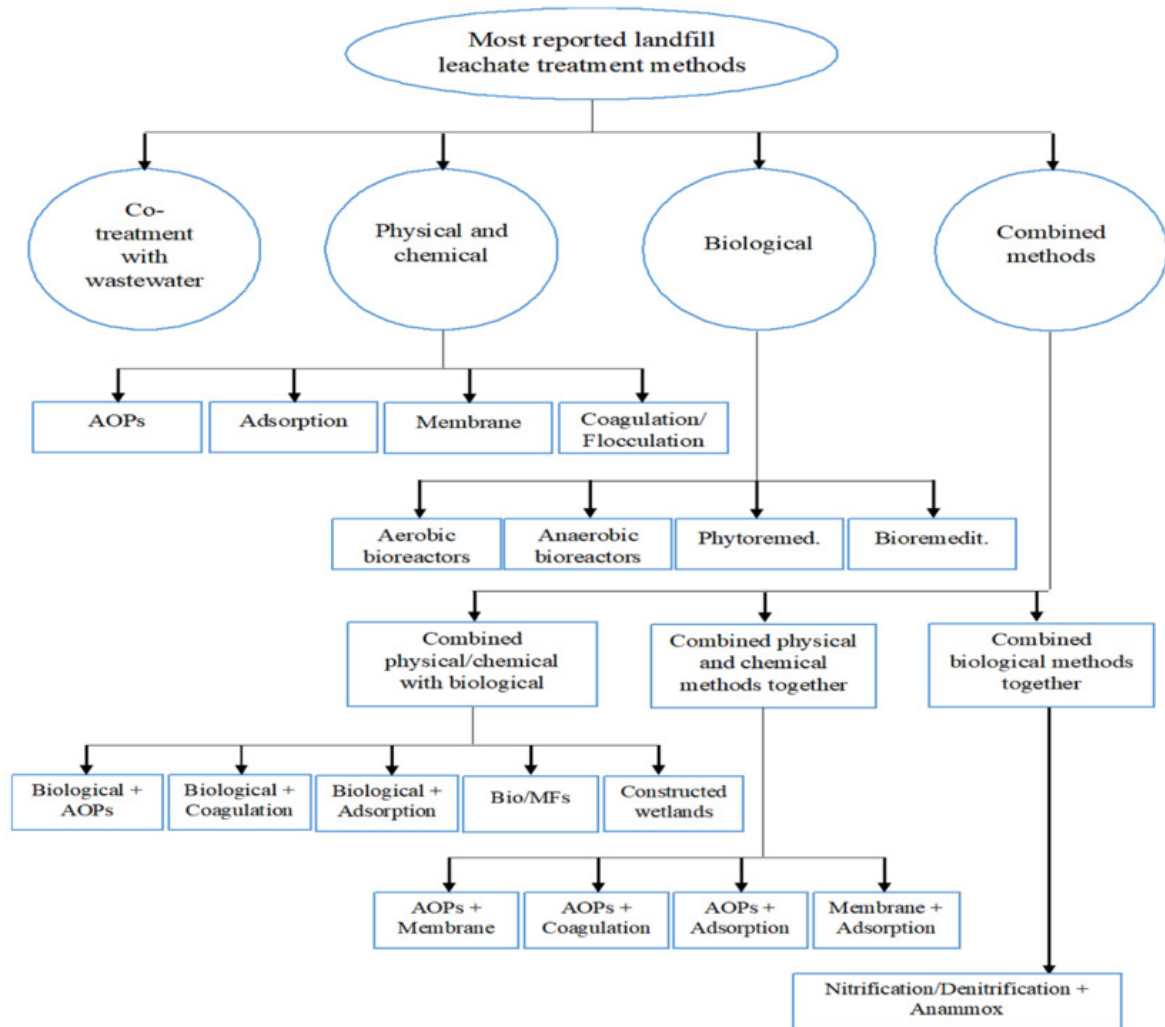 Most reported landfill
leachate treatment methods
Co-
treatment
with
wastewater
Physical and
chemical
Biological
Combined
methods
AOPs
Adsorption
Membrane
Coagulation/
Flocculation
Aerobic
bioreactors
Anaerobic
bioreactors
Phytoremed.
Bioremedit.
Combined
physical/chemical
with biological
Combined physical
and chemical
methods together
Combined
biological methods
together
Biological +
AOPs
Biological +
Coagulation
Biological +
Adsorption
Bio/MFs
Constructed
wetlands
AOPs +
Membrane
AOPs +
Coagulation
AOPs +
Adsorption
Membrane +
Adsorption
Nitrification/Denitrification +
Anammox